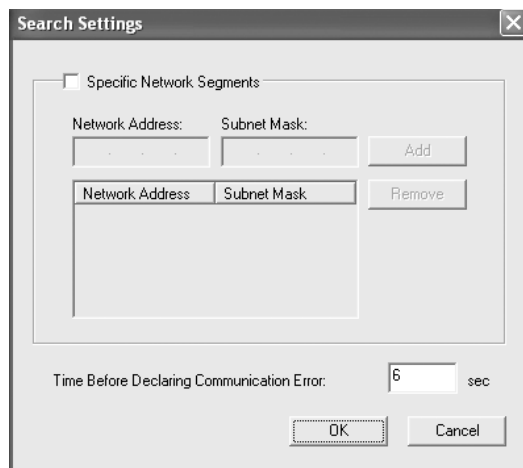 Search Settings
Specific Network Segments
Network Address: Subnet Mask:
Add
Network Address Subnet Mask
Remove
Time Before Declaring Communication Error: 6 sec
OK Cancel